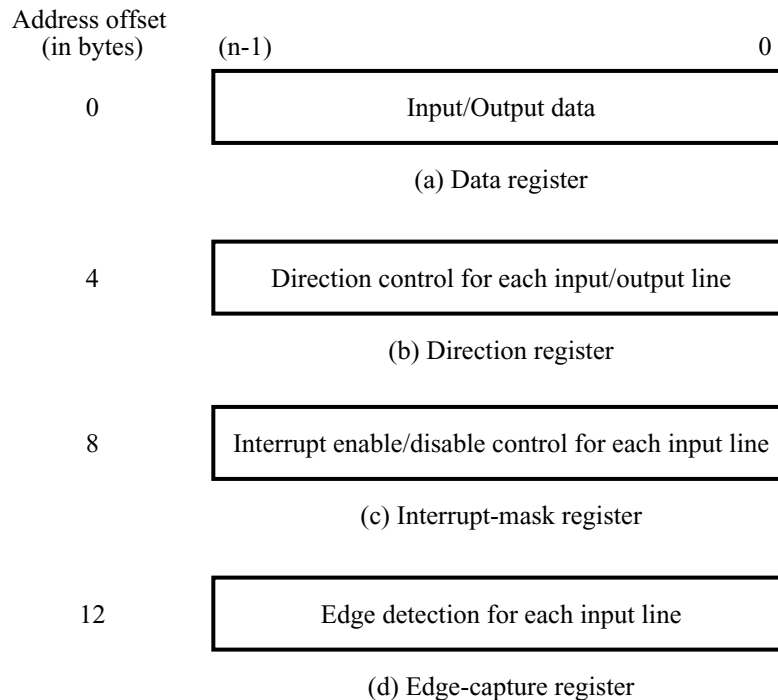 Address offset
(in bytes)
(n-1)
0
0
Input/Output data
(a) Data register
4
Direction control for each input/output line
(b) Direction register
8
Interrupt enable/disable control for each input line
(c) Interrupt-mask register
12
Edge detection for each input line
(d) Edge-capture register